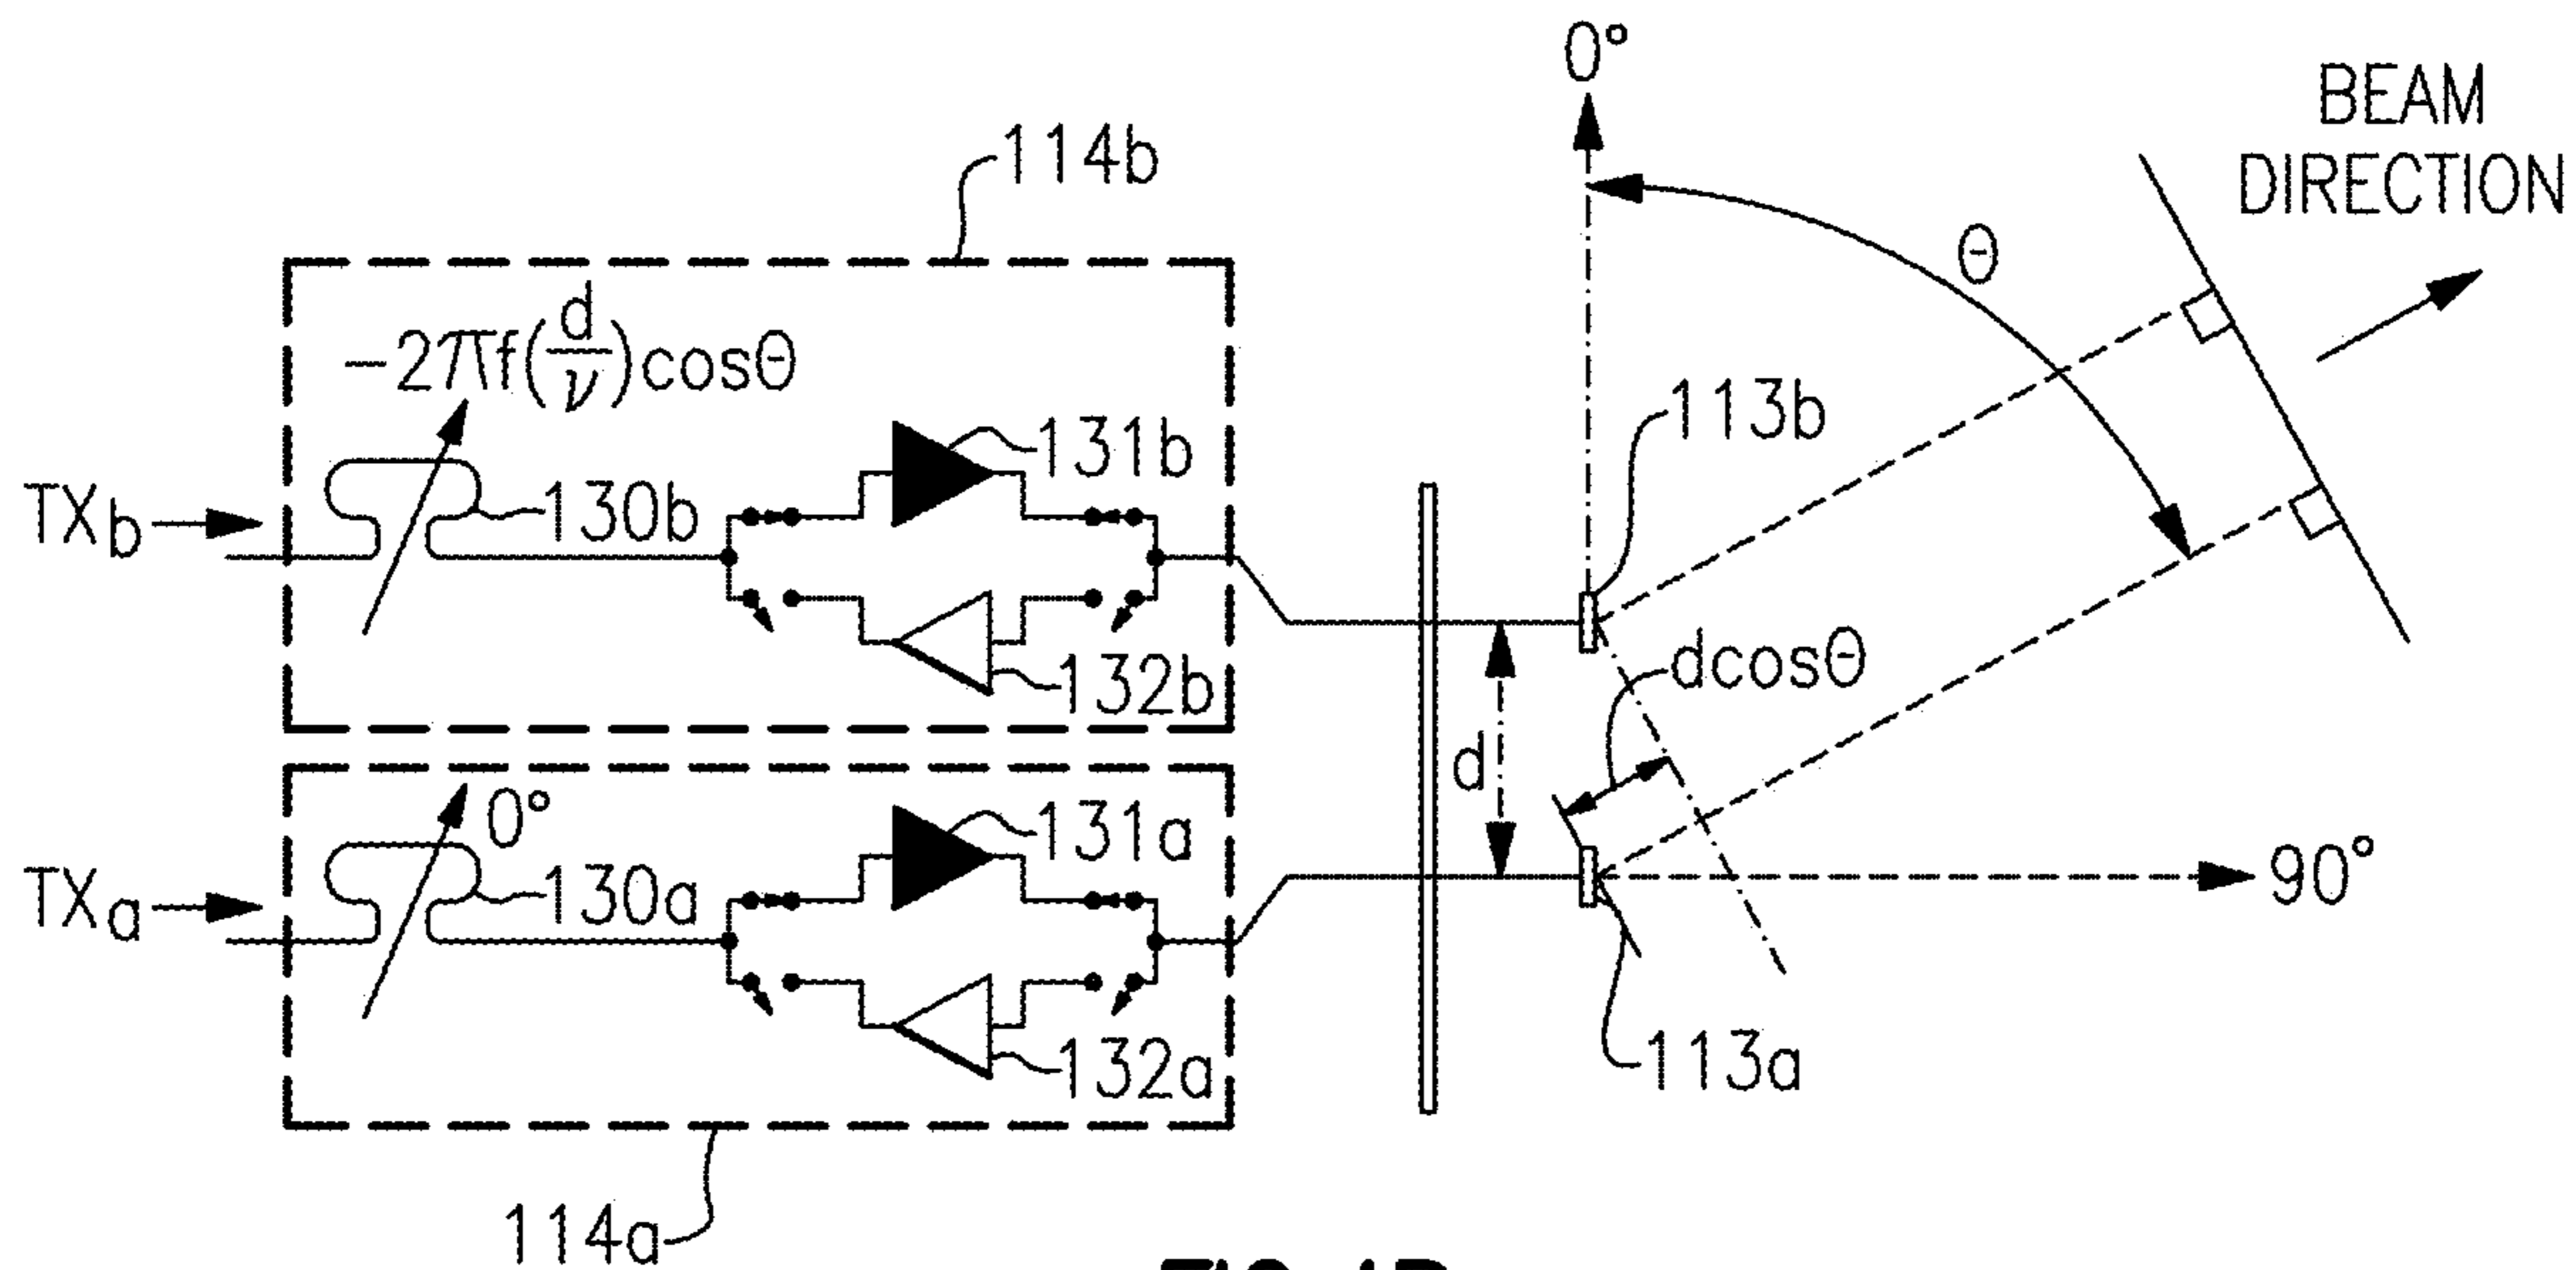 0°
BEAM
DIRECTION
114b
θ
-2πf(d/ν)cosθ
113b
131b
TXb
130b
dcosθ
132b
d
0°
131a
TXa
130a
90°
132a
113a
114a